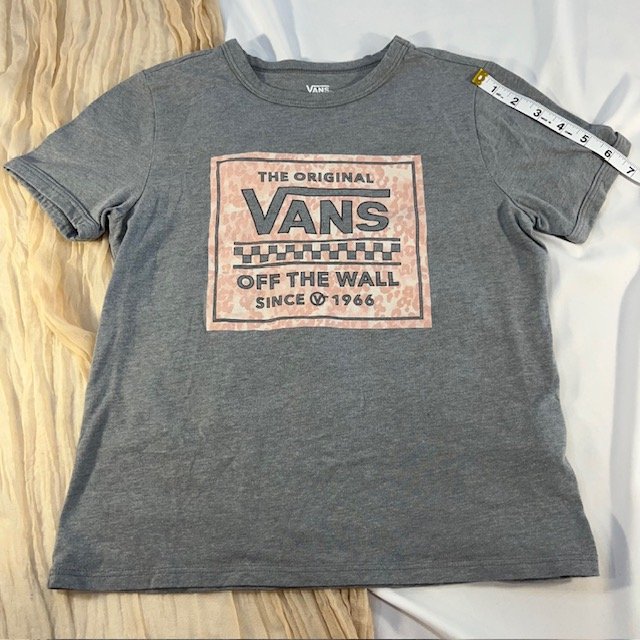 VANS
THE ORIGINAL
VANS
OFF THE WALL
SINCE V 1966
1 2 3 4 5 6 7